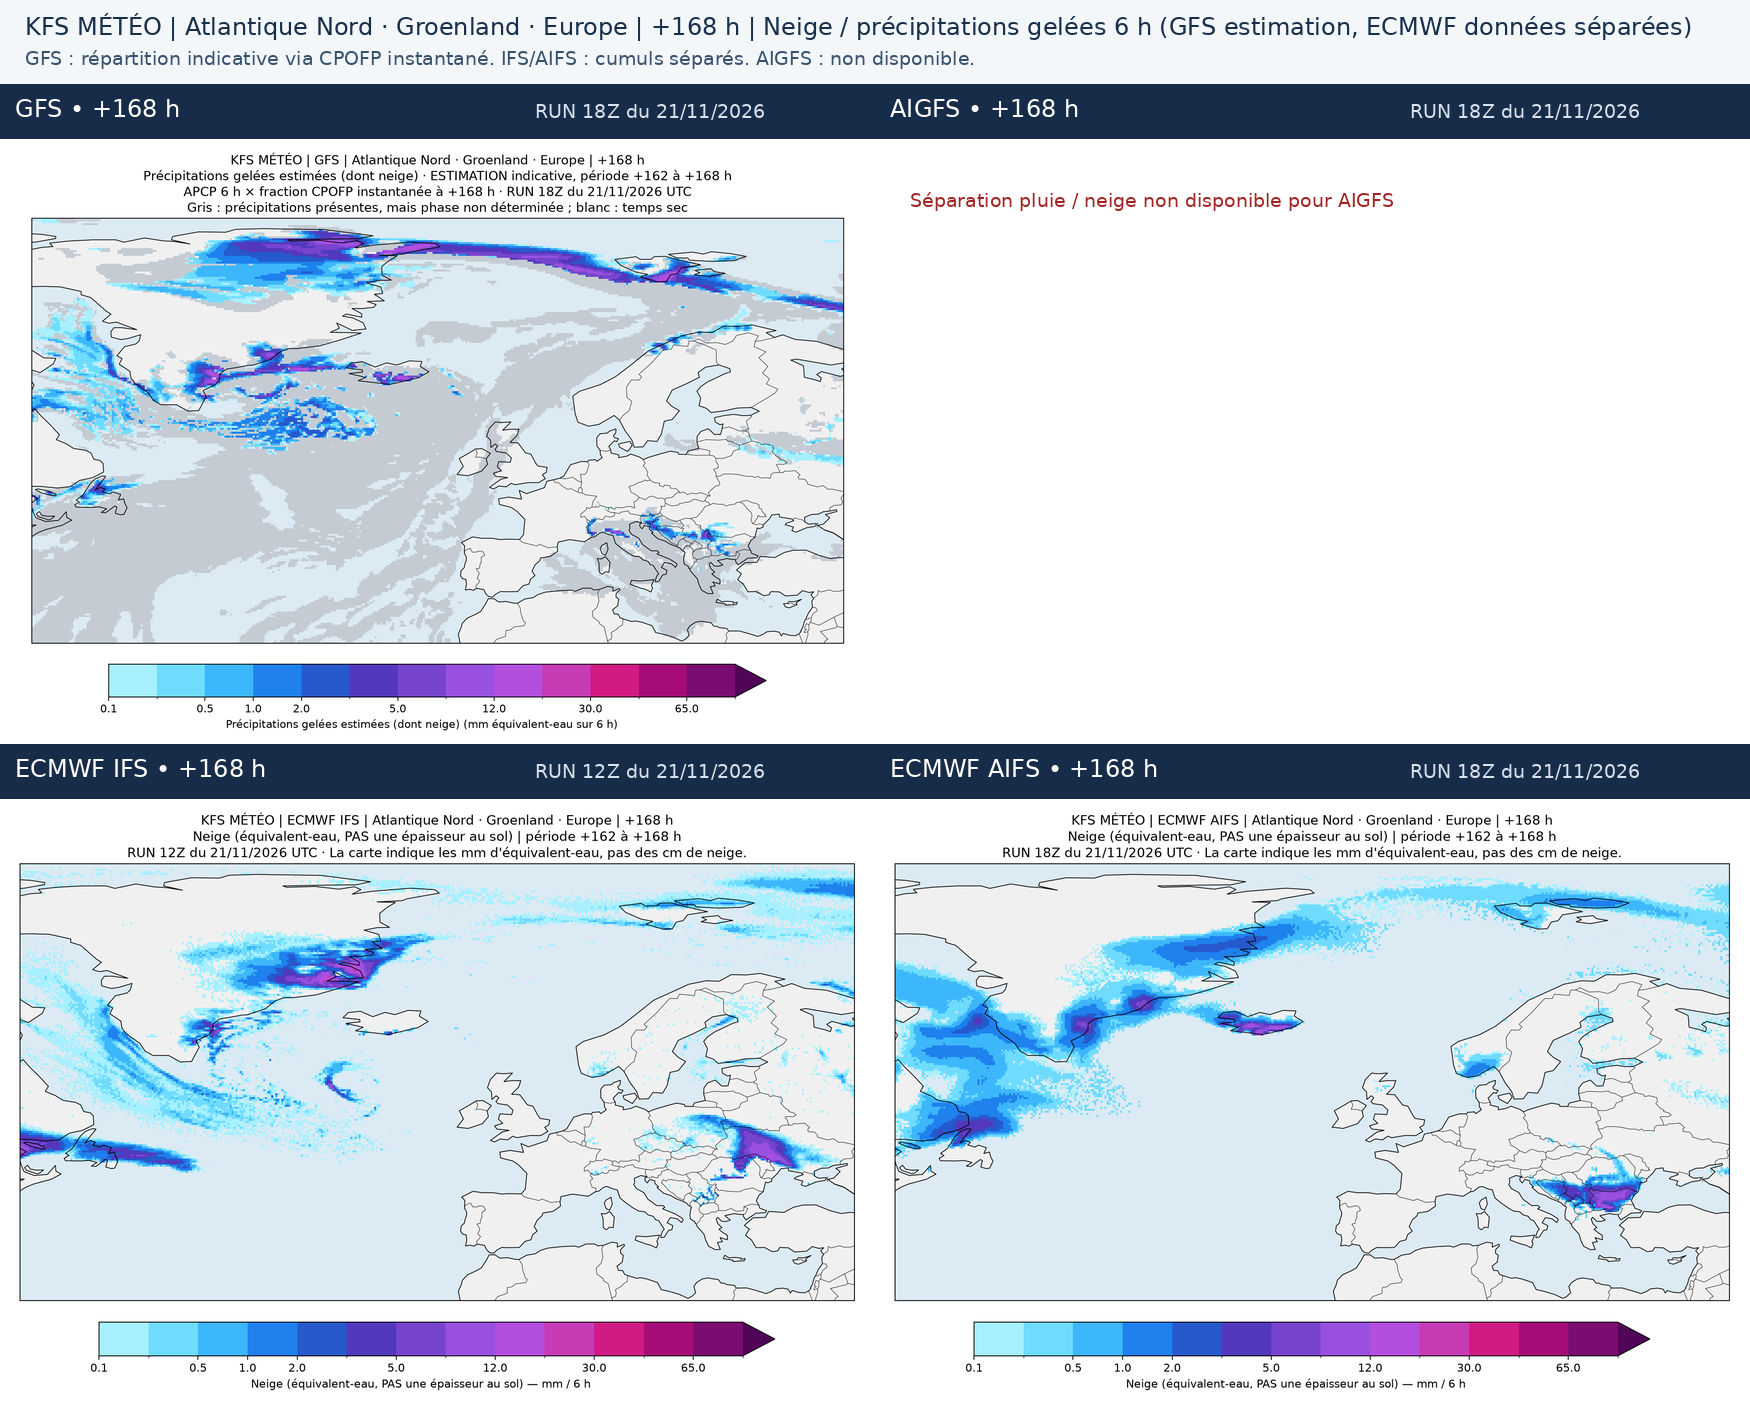 KFS MÉTÉO | Atlantique Nord · Groenland · Europe | +168 h | Neige / précipitations gelées 6 h (GFS estimation, ECMWF données séparées)
GFS : répartition indicative via CPOFP instantané. IFS/AIFS : cumuls séparés. AIGFS : non disponible.
GFS • +168 h
RUN 18Z du 21/11/2026
AIGFS • +168 h
RUN 18Z du 21/11/2026
KFS MÉTÉO | GFS | Atlantique Nord · Groenland · Europe | +168 h
Précipitations gelées estimées (dont neige) · ESTIMATION indicative, période +162 à +168 h
APCP 6 h × fraction CPOFP instantanée à +168 h · RUN 18Z du 21/11/2026 UTC
Gris : précipitations présentes, mais phase non déterminée ; blanc : temps sec
Séparation pluie / neige non disponible pour AIGFS
0.1 0.5 1.0 2.0 5.0 12.0 30.0 65.0
Précipitations gelées estimées (dont neige) (mm équivalent-eau sur 6 h)
ECMWF IFS • +168 h
RUN 12Z du 21/11/2026
ECMWF AIFS • +168 h
RUN 18Z du 21/11/2026
KFS MÉTÉO | ECMWF IFS | Atlantique Nord · Groenland · Europe | +168 h
Neige (équivalent-eau, PAS une épaisseur au sol) | période +162 à +168 h
RUN 12Z du 21/11/2026 UTC · La carte indique les mm d'équivalent-eau, pas des cm de neige.
KFS MÉTÉO | ECMWF AIFS | Atlantique Nord · Groenland · Europe | +168 h
Neige (équivalent-eau, PAS une épaisseur au sol) | période +162 à +168 h
RUN 18Z du 21/11/2026 UTC · La carte indique les mm d'équivalent-eau, pas des cm de neige.
0.1 0.5 1.0 2.0 5.0 12.0 30.0 65.0
Neige (équivalent-eau, PAS une épaisseur au sol) — mm / 6 h
0.1 0.5 1.0 2.0 5.0 12.0 30.0 65.0
Neige (équivalent-eau, PAS une épaisseur au sol) — mm / 6 h